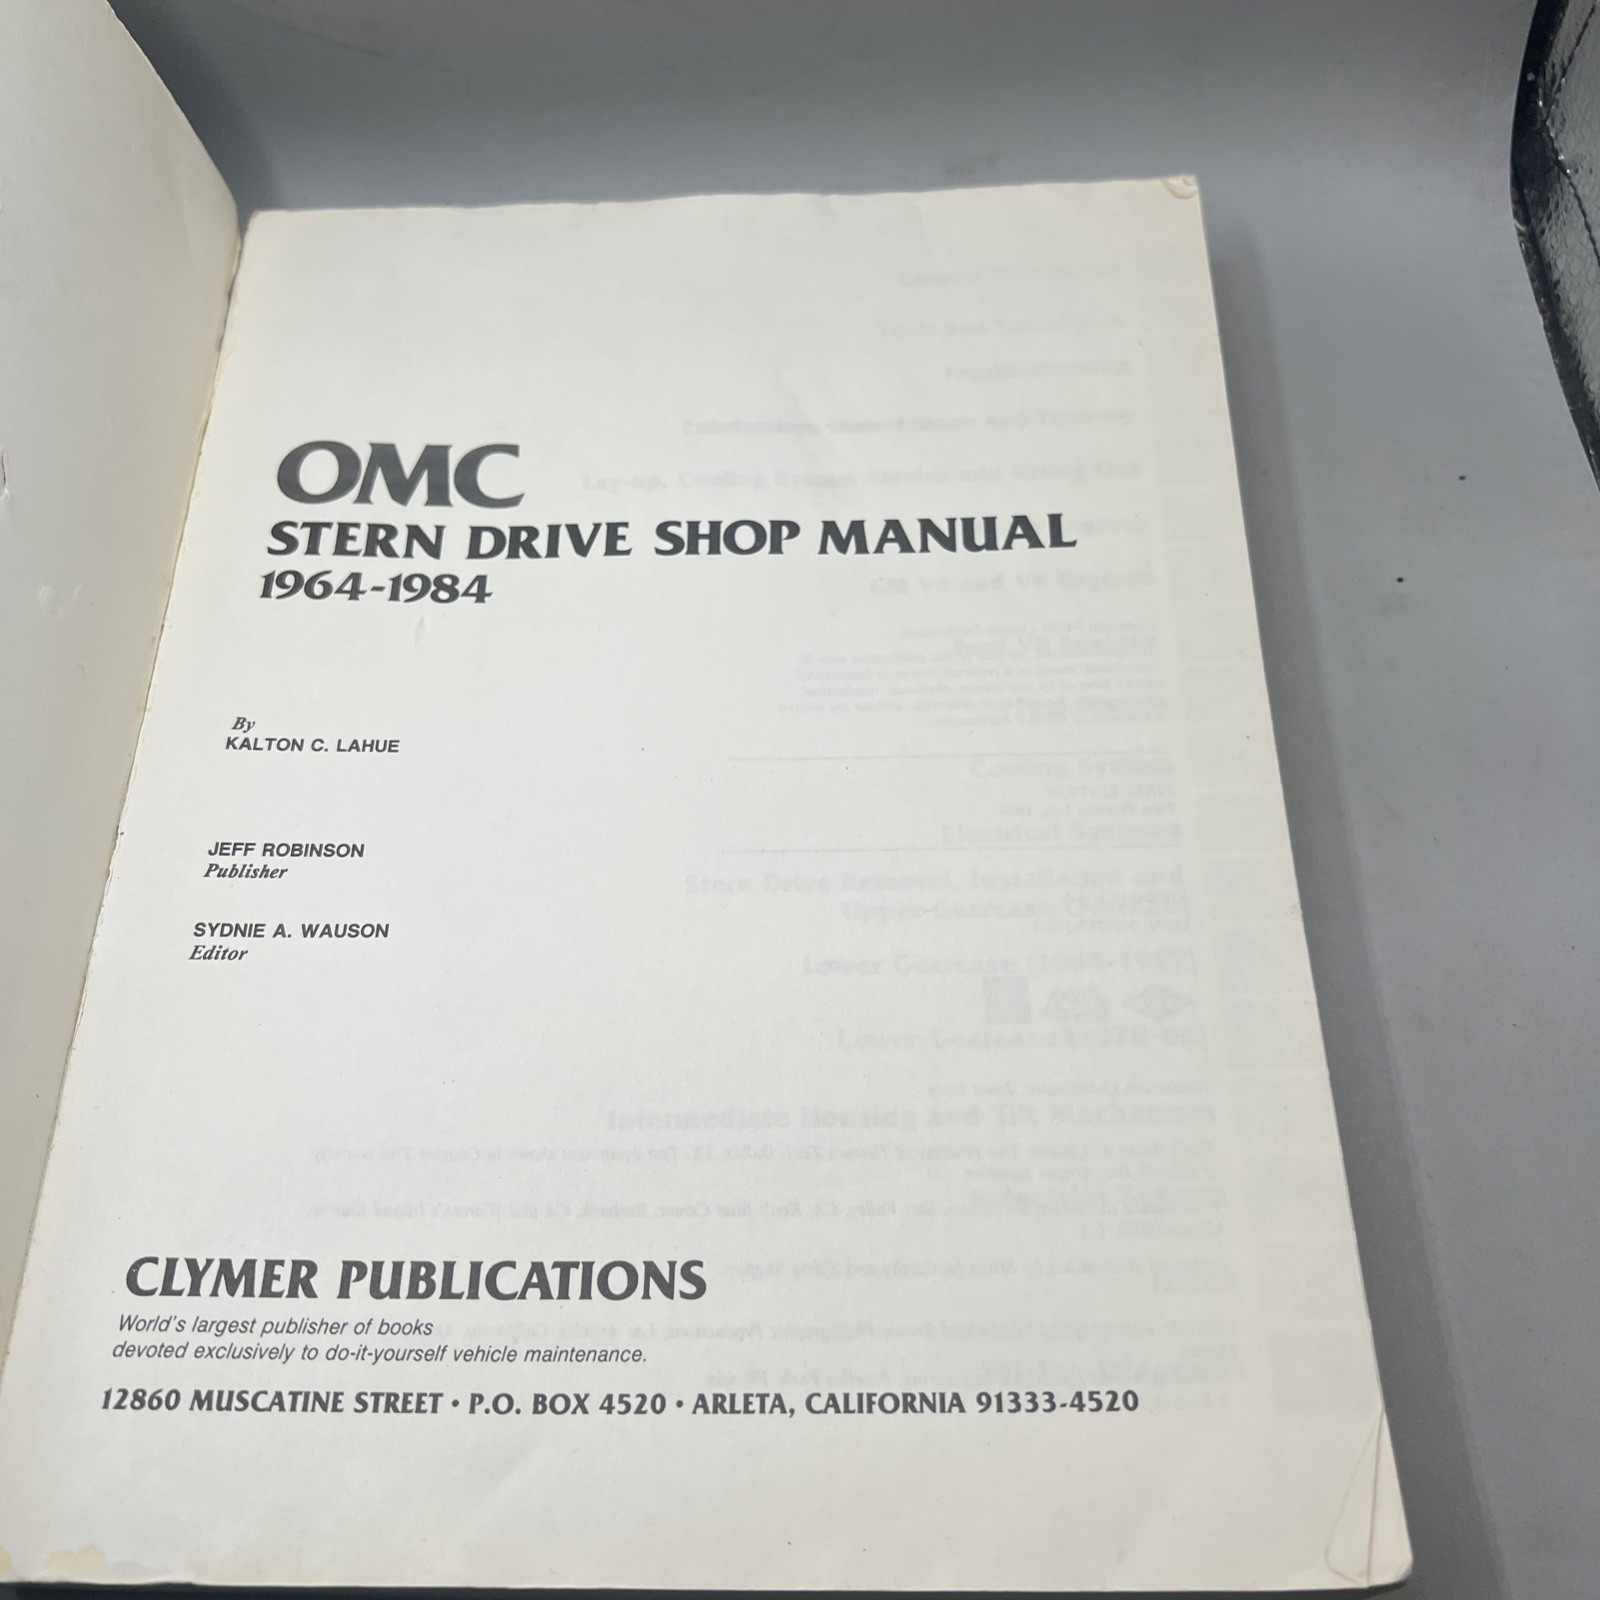 OMC
STERN DRIVE SHOP MANUAL
1964-1984
By
KALTON C. LAHUE
JEFF ROBINSON
Publisher
SYDNIE A. WAUSON
Editor
CLYMER PUBLICATIONS
World's largest publisher of books
devoted exclusively to do-it-yourself vehicle maintenance.
12860 MUSCATINE STREET • P.O. BOX 4520 • ARLETA, CALIFORNIA 91333-4520